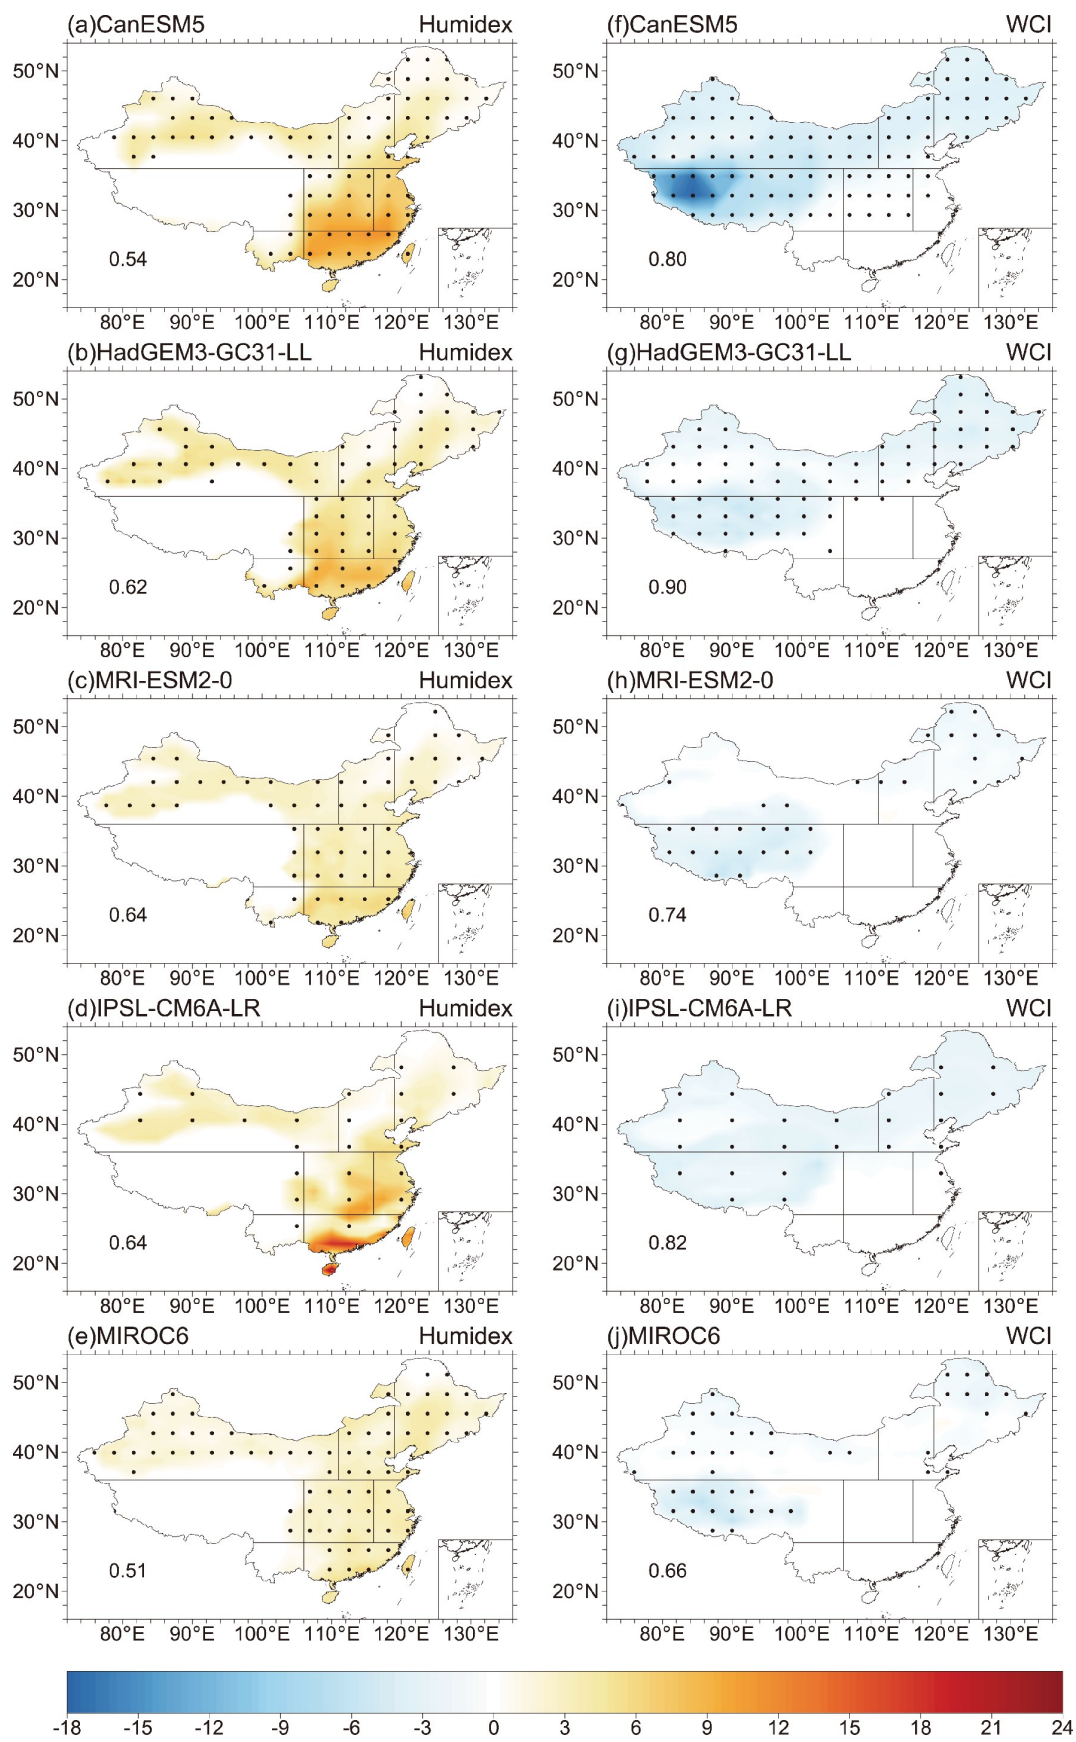 (a)CanESM5 Humidex
50°N
40°N
30°N
20°N
0.54
80°E 90°E 100°E 110°E 120°E 130°E
(f)CanESM5 WCI
50°N
40°N
30°N
20°N
0.80
80°E 90°E 100°E 110°E 120°E 130°E
(b)HadGEM3-GC31-LL Humidex
50°N
40°N
30°N
20°N
0.62
80°E 90°E 100°E 110°E 120°E 130°E
(g)HadGEM3-GC31-LL WCI
50°N
40°N
30°N
20°N
0.90
80°E 90°E 100°E 110°E 120°E 130°E
(c)MRI-ESM2-0 Humidex
50°N
40°N
30°N
20°N
0.64
80°E 90°E 100°E 110°E 120°E 130°E
(h)MRI-ESM2-0 WCI
50°N
40°N
30°N
20°N
0.74
80°E 90°E 100°E 110°E 120°E 130°E
(d)IPSL-CM6A-LR Humidex
50°N
40°N
30°N
20°N
0.64
80°E 90°E 100°E 110°E 120°E 130°E
(i)IPSL-CM6A-LR WCI
50°N
40°N
30°N
20°N
0.82
80°E 90°E 100°E 110°E 120°E 130°E
(e)MIROC6 Humidex
50°N
40°N
30°N
20°N
0.51
80°E 90°E 100°E 110°E 120°E 130°E
(j)MIROC6 WCI
50°N
40°N
30°N
20°N
0.66
80°E 90°E 100°E 110°E 120°E 130°E
-18 -15 -12 -9 -6 -3 0 3 6 9 12 15 18 21 24